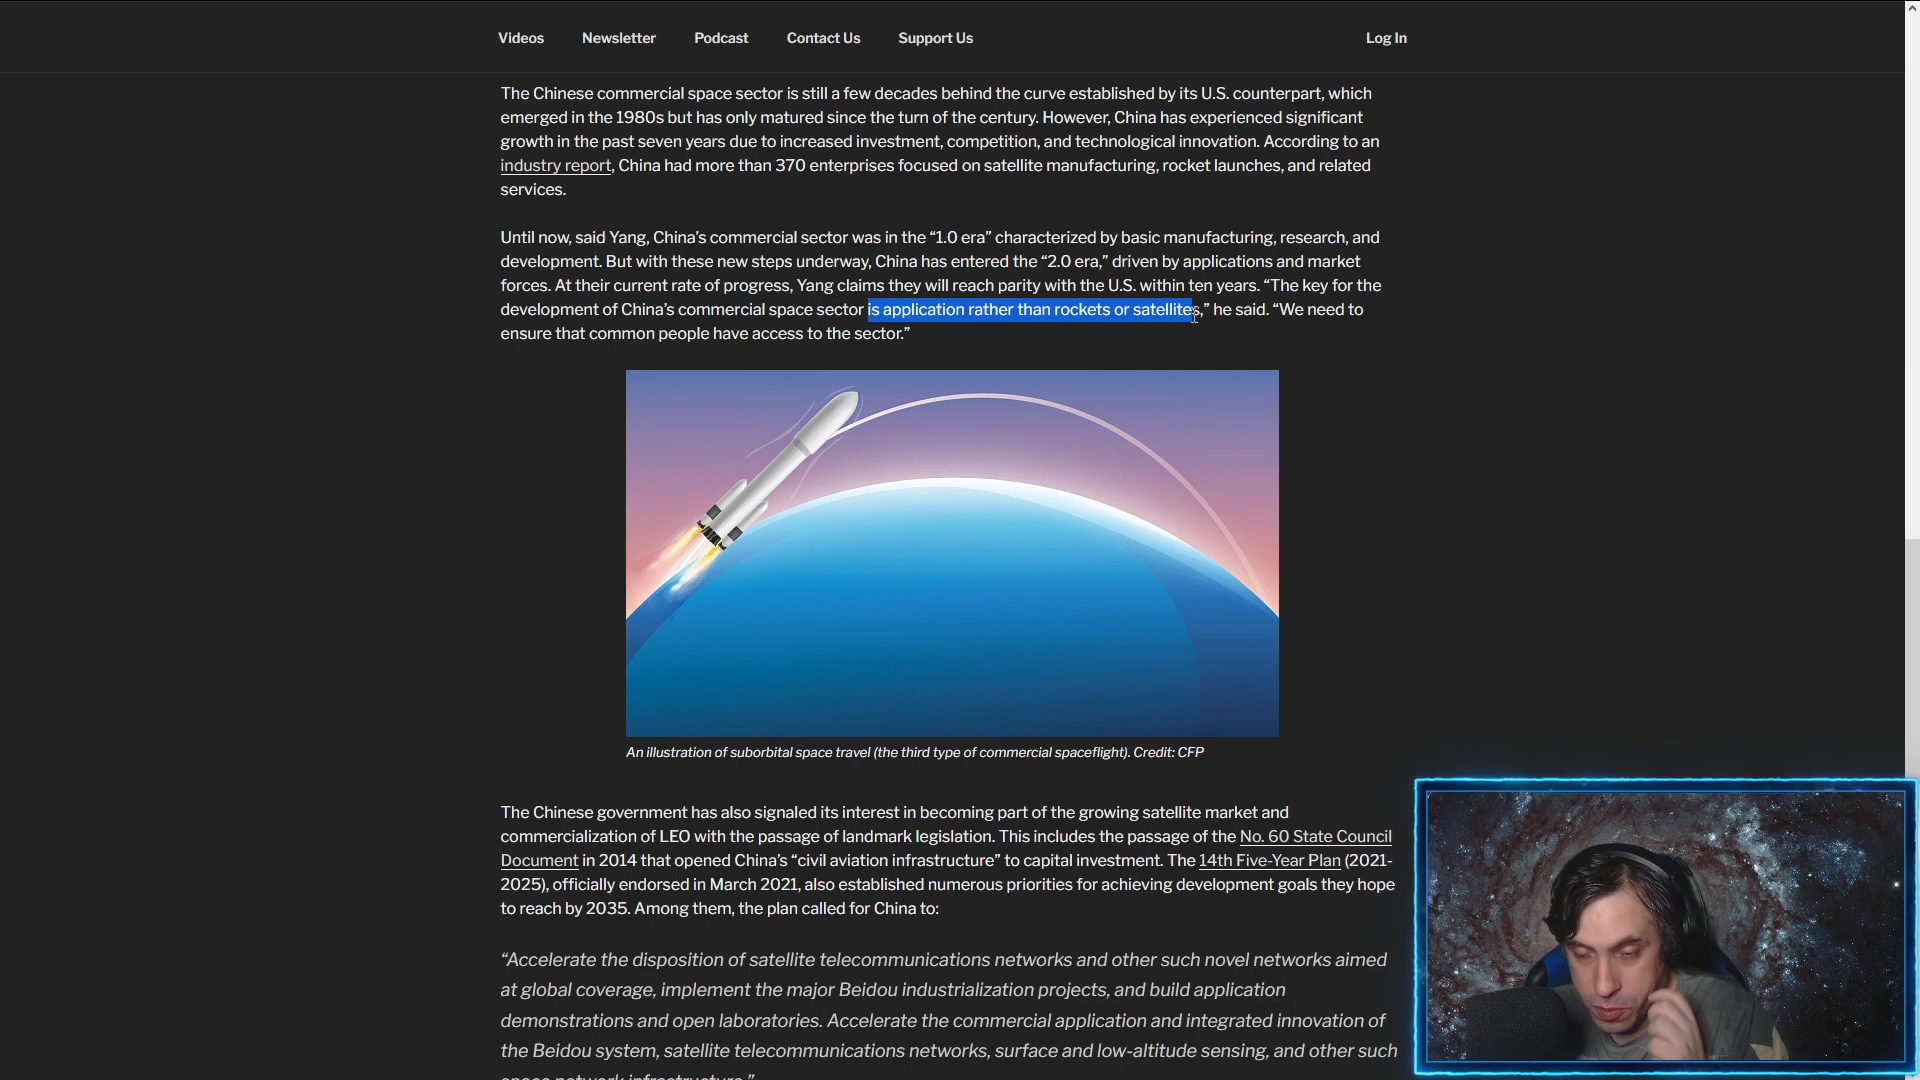 Videos Newsletter Podcast Contact Us Support Us Log In
The Chinese commercial space sector is still a few decades behind the curve established by its U.S. counterpart, which
emerged in the 1980s but has only matured since the turn of the century. However, China has experienced significant
growth in the past seven years due to increased investment, competition, and technological innovation. According to an
industry report, China had more than 370 enterprises focused on satellite manufacturing, rocket launches, and related
services.
Until now, said Yang, China’s commercial sector was in the “1.0 era” characterized by basic manufacturing, research, and
development. But with these new steps underway, China has entered the “2.0 era,” driven by applications and market
forces. At their current rate of progress, Yang claims they will reach parity with the U.S. within ten years. “The key for the
development of China’s commercial space sector is application rather than rockets or satellites,” he said. “We need to
ensure that common people have access to the sector.”
An illustration of suborbital space travel (the third type of commercial spaceflight). Credit: CFP
The Chinese government has also signaled its interest in becoming part of the growing satellite market and
commercialization of LEO with the passage of landmark legislation. This includes the passage of the No. 60 State Council
Document in 2014 that opened China’s “civil aviation infrastructure” to capital investment. The 14th Five-Year Plan (2021-
2025), officially endorsed in March 2021, also established numerous priorities for achieving development goals they hope
to reach by 2035. Among them, the plan called for China to:
“Accelerate the disposition of satellite telecommunications networks and other such novel networks aimed
at global coverage, implement the major Beidou industrialization projects, and build application
demonstrations and open laboratories. Accelerate the commercial application and integrated innovation of
the Beidou system, satellite telecommunications networks, surface and low-altitude sensing, and other such
space network infrastructure.”